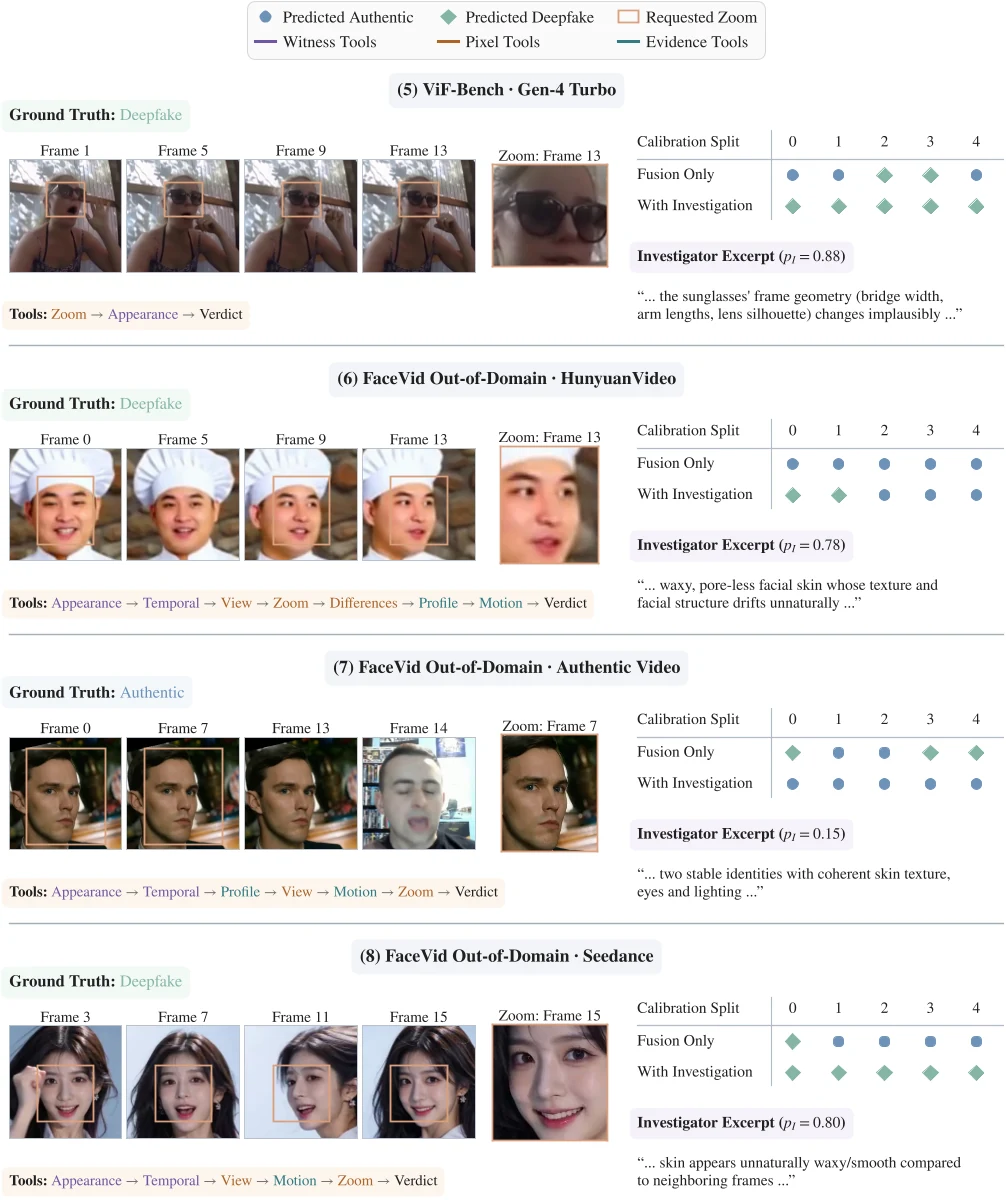 Predicted Authentic Predicted Deepfake Requested Zoom
Witness Tools Pixel Tools Evidence Tools
(5) ViF-Bench · Gen-4 Turbo
Ground Truth: Deepfake
Frame 1 Frame 5 Frame 9 Frame 13 Zoom: Frame 13
Calibration Split 0 1 2 3 4
Fusion Only
With Investigation
Investigator Excerpt (p_I = 0.88)
“... the sunglasses' frame geometry (bridge width,
arm lengths, lens silhouette) changes implausibly ...”
Tools: Zoom → Appearance → Verdict
(6) FaceVid Out-of-Domain · HunyuanVideo
Ground Truth: Deepfake
Frame 0 Frame 5 Frame 9 Frame 13 Zoom: Frame 13
Calibration Split 0 1 2 3 4
Fusion Only
With Investigation
Investigator Excerpt (p_I = 0.78)
“... waxy, pore-less facial skin whose texture and
facial structure drifts unnaturally ...”
Tools: Appearance → Temporal → View → Zoom → Differences → Profile → Motion → Verdict
(7) FaceVid Out-of-Domain · Authentic Video
Ground Truth: Authentic
Frame 0 Frame 7 Frame 13 Frame 14 Zoom: Frame 7
Calibration Split 0 1 2 3 4
Fusion Only
With Investigation
Investigator Excerpt (p_I = 0.15)
“... two stable identities with coherent skin texture,
eyes and lighting ...”
Tools: Appearance → Temporal → Profile → View → Motion → Zoom → Verdict
(8) FaceVid Out-of-Domain · Seedance
Ground Truth: Deepfake
Frame 3 Frame 7 Frame 11 Frame 15 Zoom: Frame 15
Calibration Split 0 1 2 3 4
Fusion Only
With Investigation
Investigator Excerpt (p_I = 0.80)
“... skin appears unnaturally waxy/smooth compared
to neighboring frames ...”
Tools: Appearance → Temporal → View → Motion → Zoom → Verdict